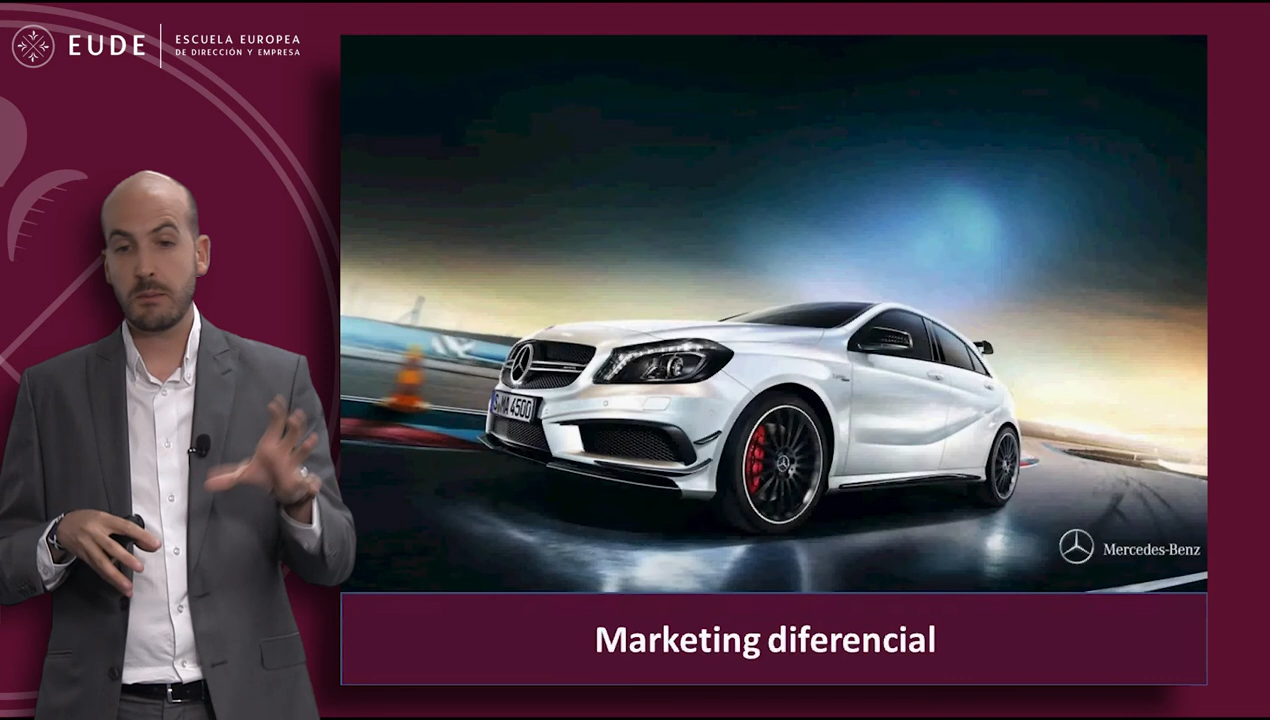 EUDE
ESCUELA EUROPEA
DE DIRECCIÓN Y EMPRESA
S MA 4500
Mercedes-Benz
Marketing diferencial